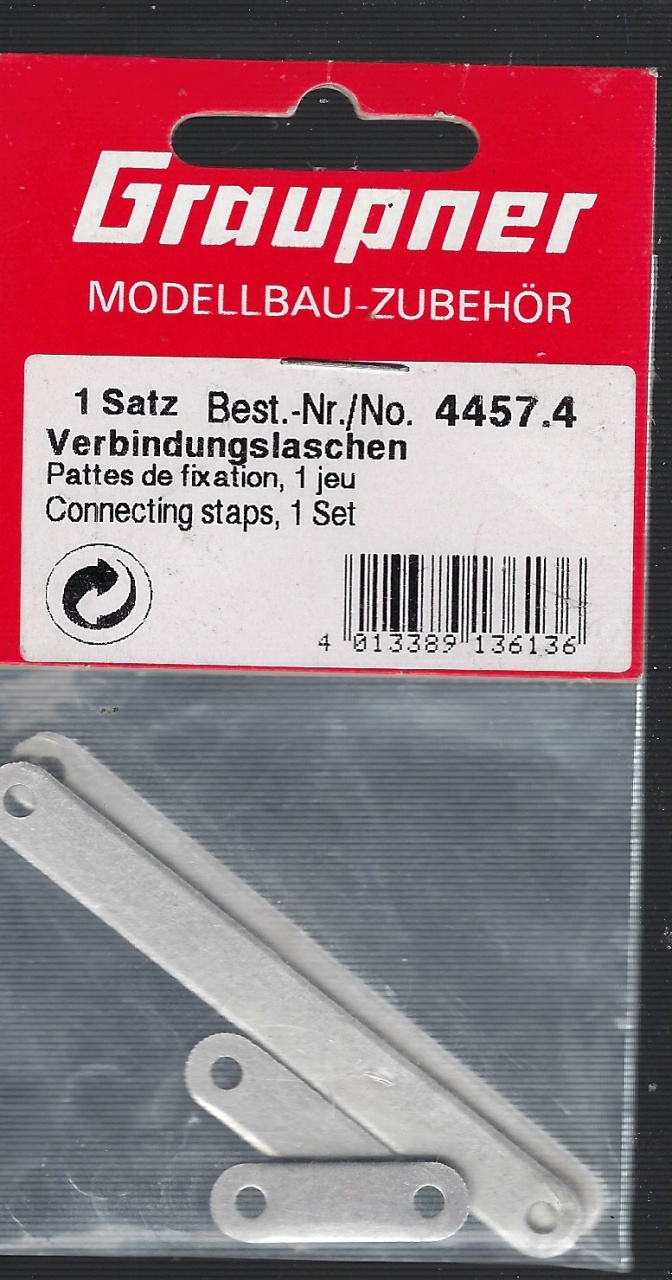 Graupner
MODELLBAU-ZUBEHÖR
1 Satz Best.-Nr./No. 4457.4
Verbindungslaschen
Pattes de fixation, 1 jeu
Connecting staps, 1 Set
4 013389 136136